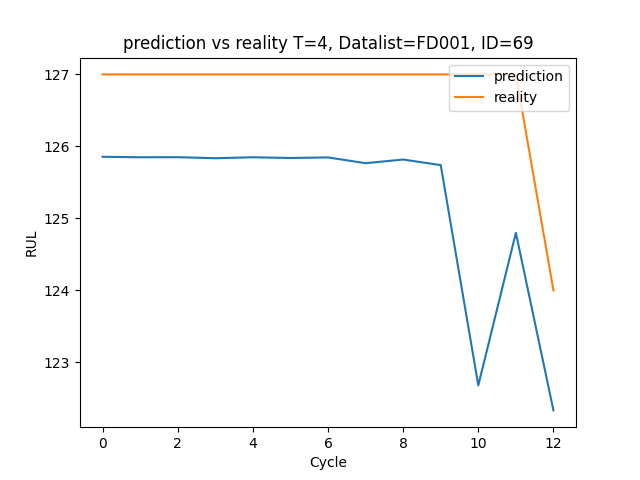 prediction vs reality T=4, Datalist=FD001, ID=69
127
126
125
124
123
RUL
prediction
reality
0 2 4 6 8 10 12
Cycle